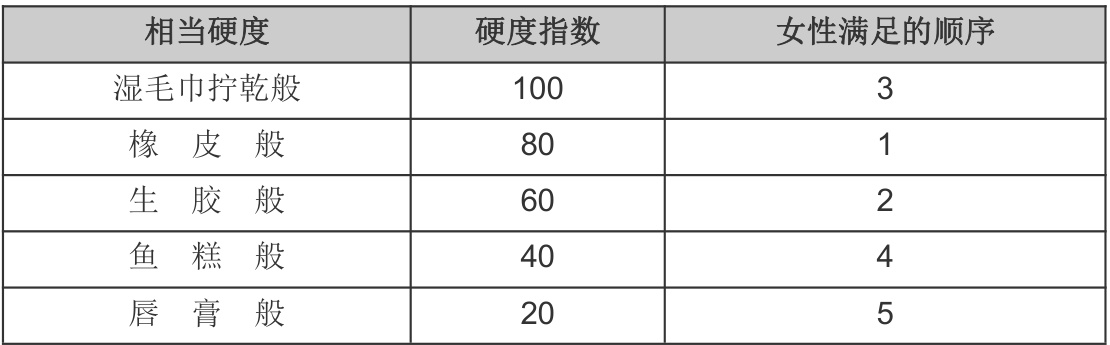 相当硬度 硬度指数 女性满足的顺序
湿毛巾拧乾般 100 3
橡皮般 80 1
生胶般 60 2
鱼糕般 40 4
唇膏般 20 5